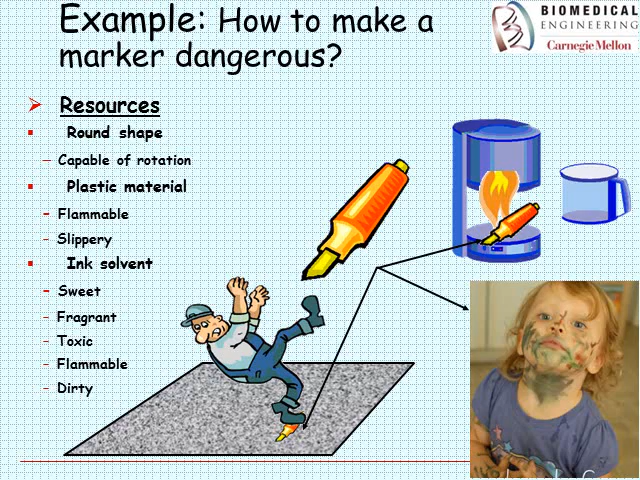 Example: How to make a
marker dangerous?
BIOMEDICAL
ENGINEERING
Carnegie Mellon
Resources
Round shape
Capable of rotation
Plastic material
Flammable
Slippery
Ink solvent
Sweet
Fragrant
Toxic
Flammable
Dirty